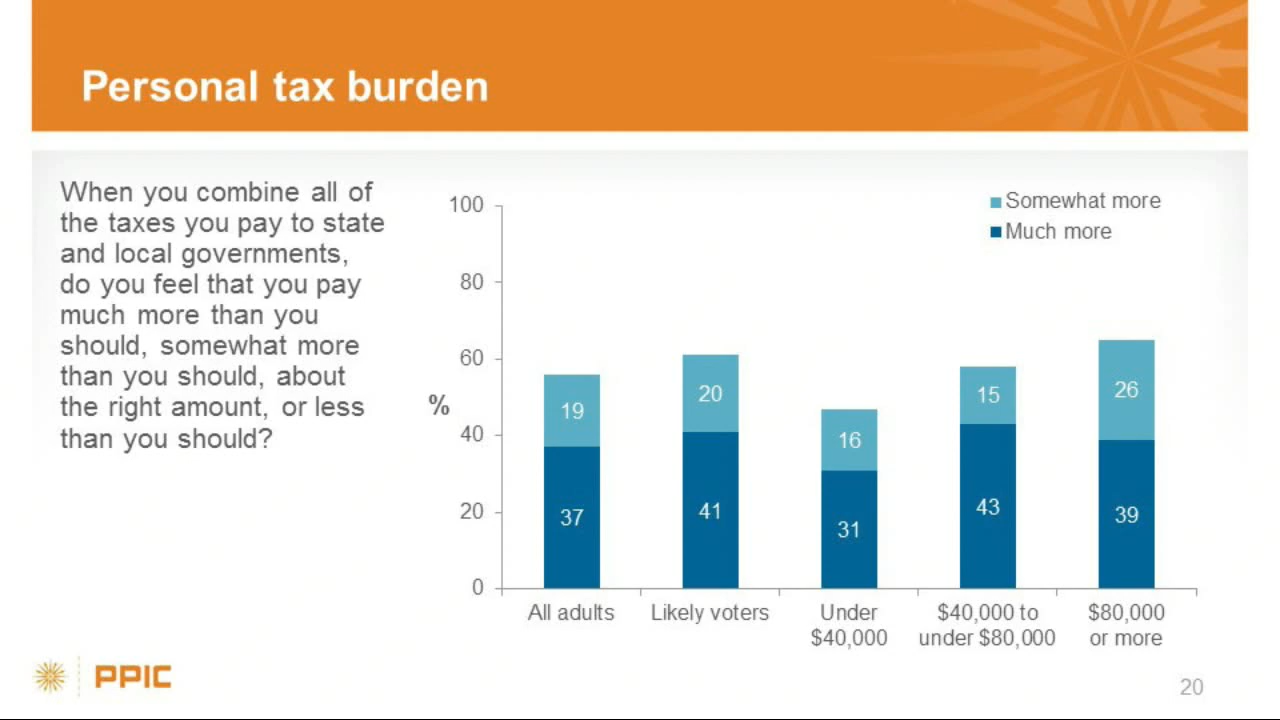 Personal tax burden
When you combine all of
the taxes you pay to state
and local governments,
do you feel that you pay
much more than you
should, somewhat more
than you should, about
the right amount, or less
than you should?
Somewhat more
Much more
%
100
80
60
40
20
0
19
37
20
41
16
31
15
43
26
39
All adults
Likely voters
Under
$40,000
$40,000 to
under $80,000
$80,000
or more
PPIC
20